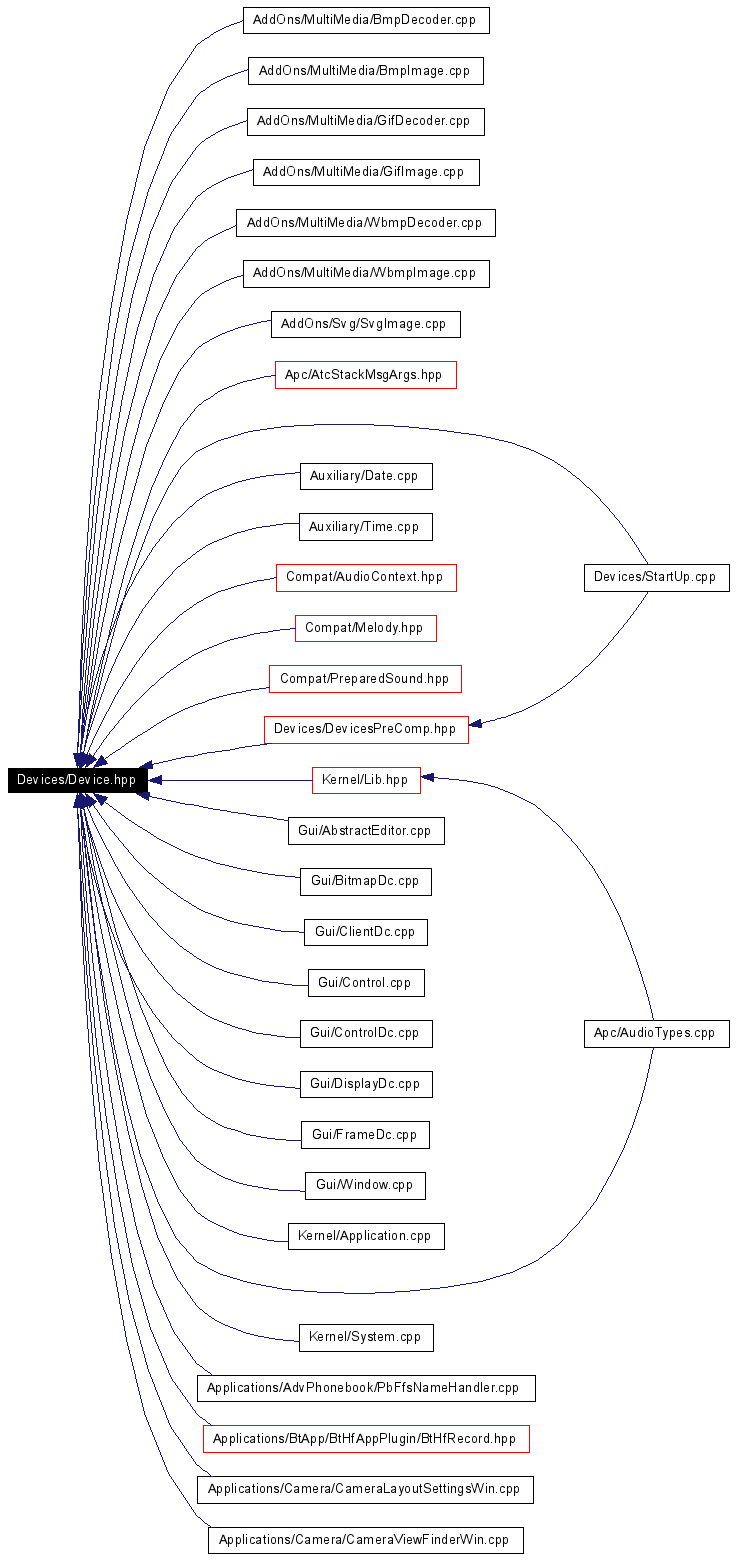 AddOns/MultiMedia/BmpDecoder.cpp
AddOns/MultiMedia/BmpImage.cpp
AddOns/MultiMedia/GifDecoder.cpp
AddOns/MultiMedia/GifImage.cpp
AddOns/MultiMedia/WbmpDecoder.cpp
AddOns/MultiMedia/WbmpImage.cpp
AddOns/Svg/SvgImage.cpp
Apc/AtcStackMsgArgs.hpp
Auxiliary/Date.cpp
Auxiliary/Time.cpp
Compat/AudioContext.hpp
Devices/StartUp.cpp
Compat/Melody.hpp
Compat/PreparedSound.hpp
Devices/DevicesPreComp.hpp
Devices/Device.hpp
Kernel/Lib.hpp
Gui/AbstractEditor.cpp
Gui/BitmapDc.cpp
Gui/ClientDc.cpp
Gui/Control.cpp
Gui/ControlDc.cpp
Apc/AudioTypes.cpp
Gui/DisplayDc.cpp
Gui/FrameDc.cpp
Gui/Window.cpp
Kernel/Application.cpp
Kernel/System.cpp
Applications/AdvPhonebook/PbFfsNameHandler.cpp
Applications/BtApp/BtHfAppPlugin/BtHfRecord.hpp
Applications/Camera/CameraLayoutSettingsWin.cpp
Applications/Camera/CameraViewFinderWin.cpp